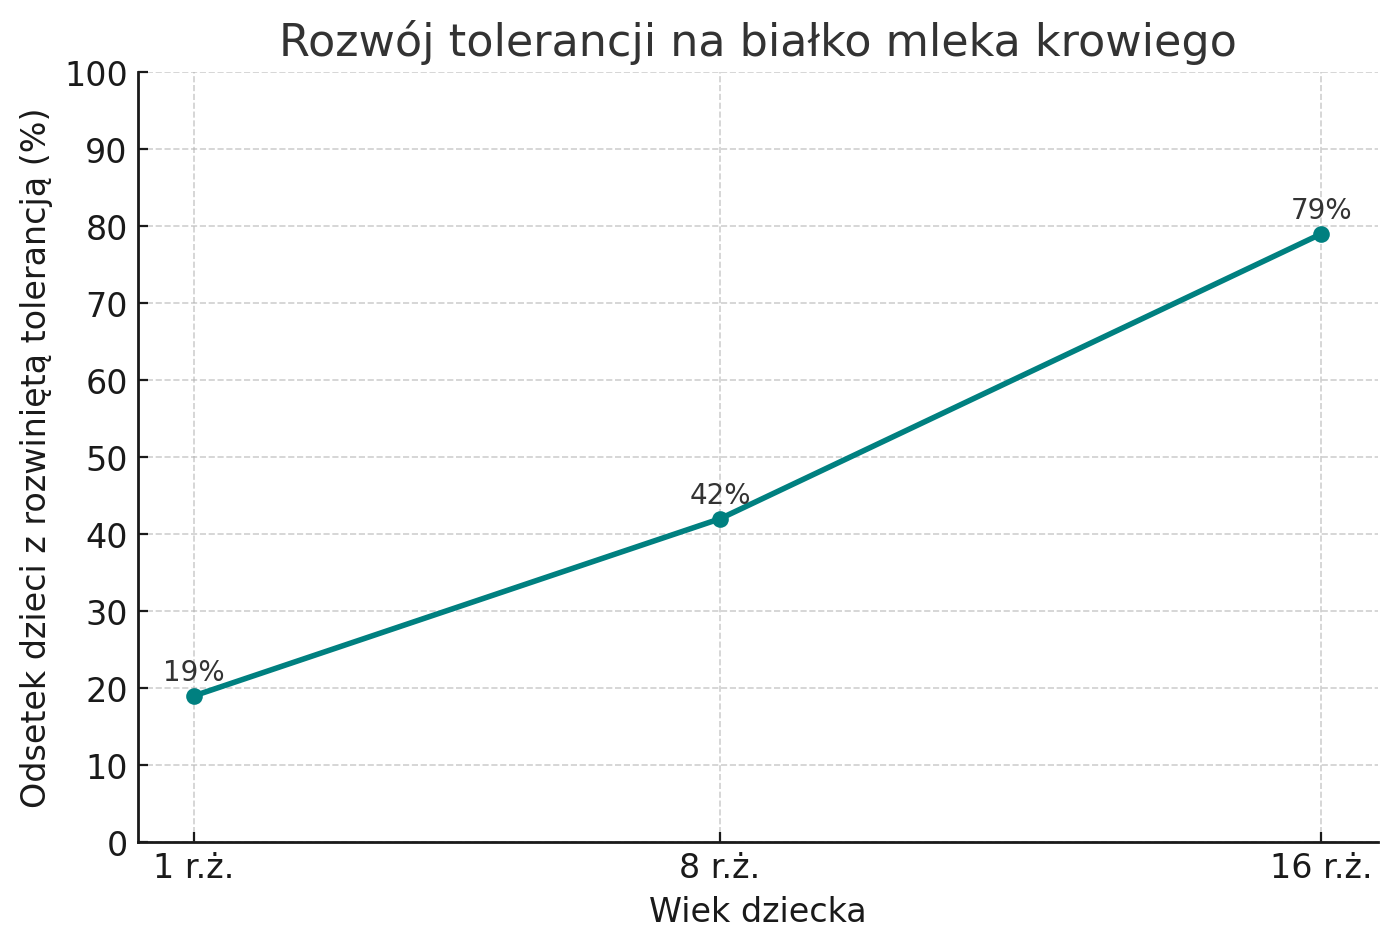 Rozwój tolerancji na białko mleka krowiego
Odsetek dzieci z rozwiniętą tolerancją (%)
100
90
80
70
60
50
40
30
20
10
0
19%
42%
79%
1 r.ż.
8 r.ż.
16 r.ż.
Wiek dziecka